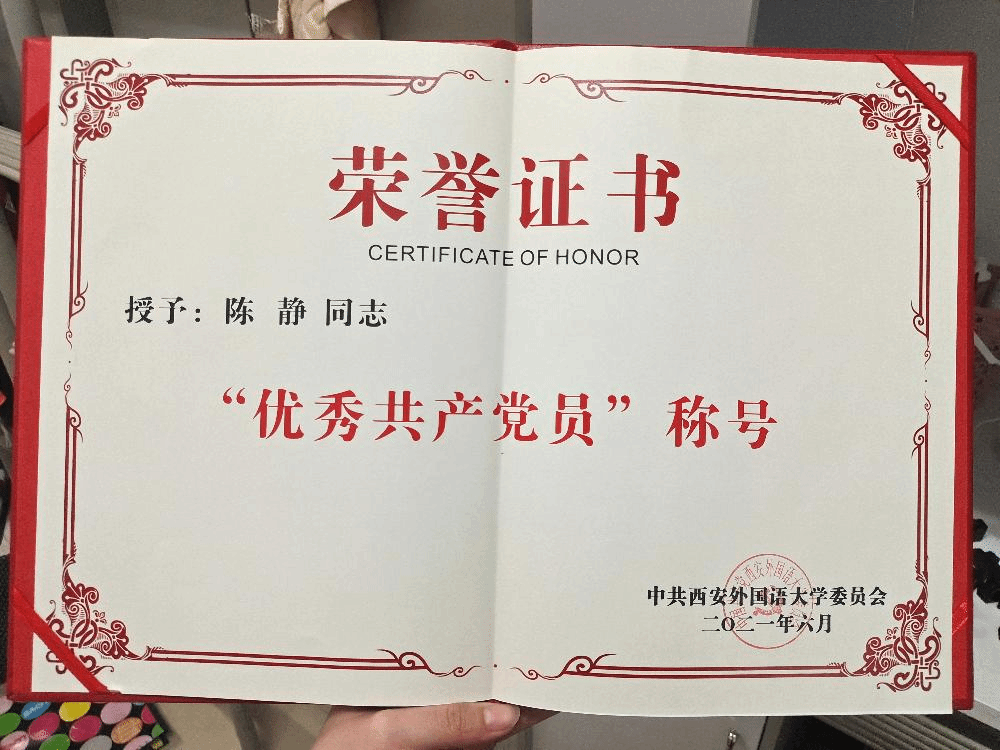 荣誉证书
CERTIFICATE OF HONOR
授予：陈 静 同志
“优秀共产党员”称号
中共西安外国语大学委员会
二〇二一年六月